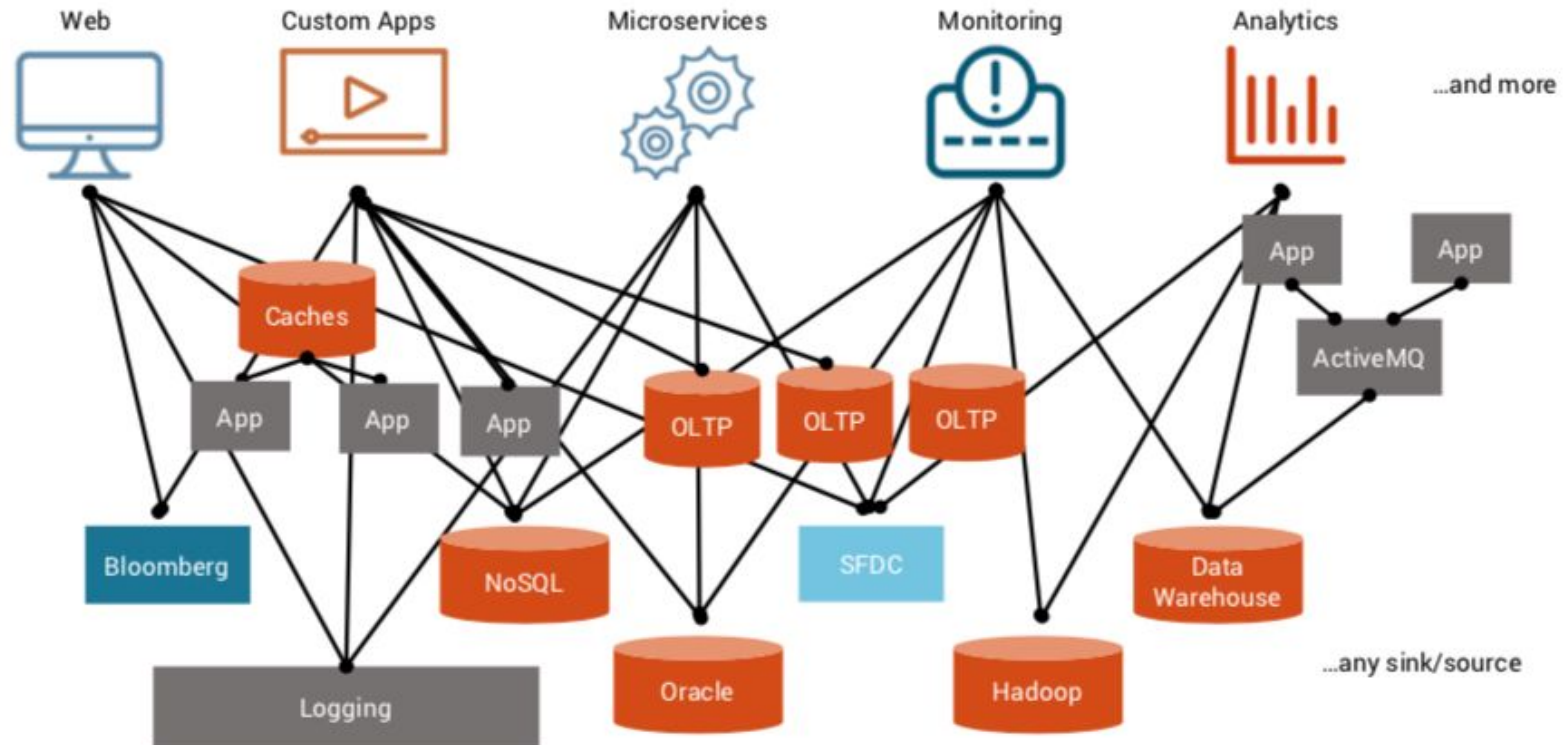 Web
Custom Apps
Microservices
Monitoring
Analytics
...and more
Caches
App
App
App
OLTP
OLTP
OLTP
App
App
ActiveMQ
Bloomberg
NoSQL
SFDC
Data
Warehouse
Logging
Oracle
Hadoop
...any sink/source